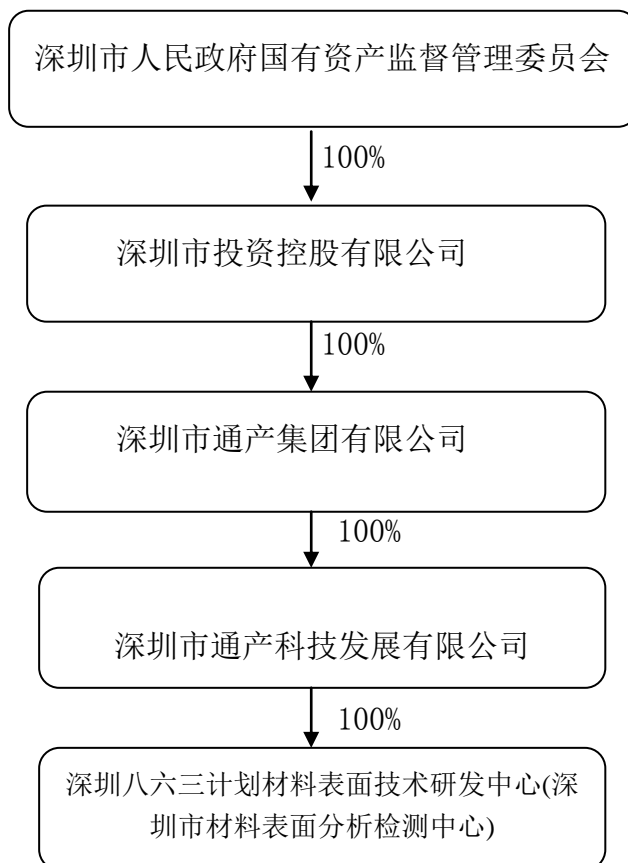 深圳市人民政府国有资产监督管理委员会
100%
深圳市投资控股有限公司
100%
深圳市通产集团有限公司
100%
深圳市通产科技发展有限公司
100%
深圳八六三计划材料表面技术研发中心(深
圳市材料表面分析检测中心)